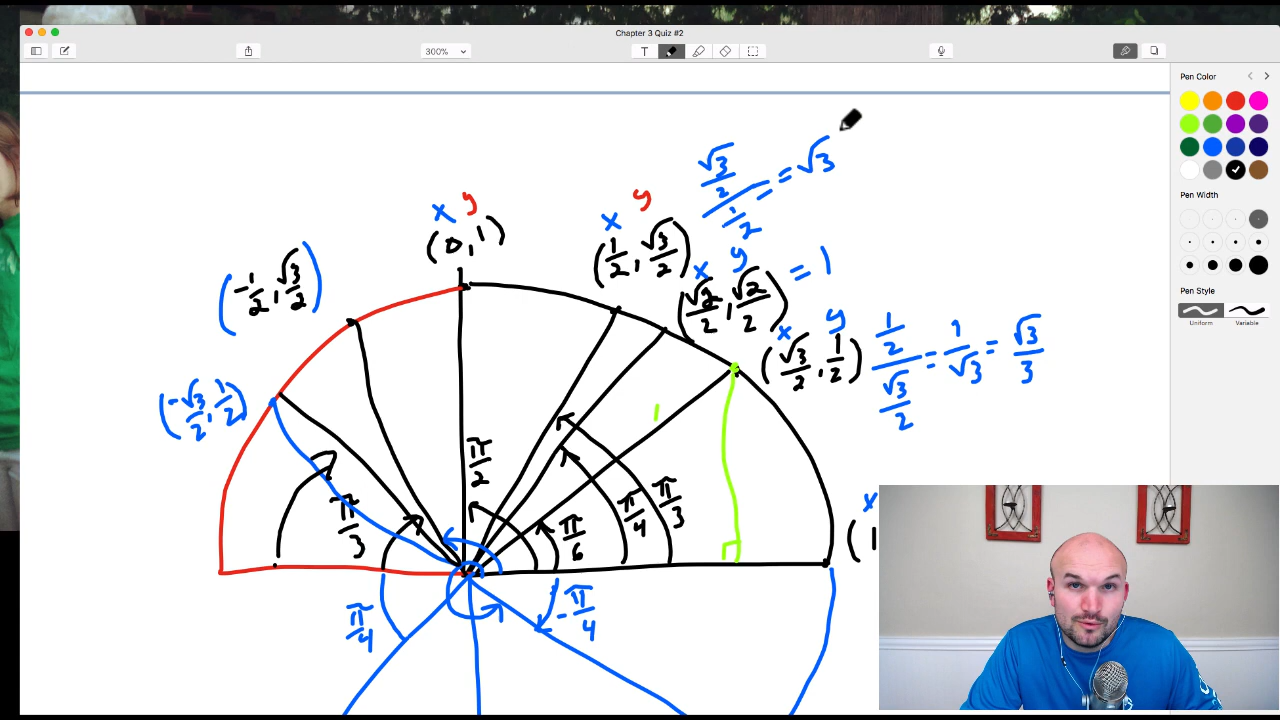 Chapter 3 Quiz #2
300%
T
Pen Color
Pen Width
Pen Style
Uniform
Variable
√3/2 / 1/2 = √3
x y
(0,1)
x y
(1/2, √3/2)
(-1/2, √3/2)
x y
(√2/2, √2/2) = 1
x y
(√3/2, 1/2) 1/2 / √3/2 = 1/√3 = √3/3
(-√3/2, 1/2)
1
π/2
π/3
π/4
π/3
π/6
x
(1
π/4
-π/4